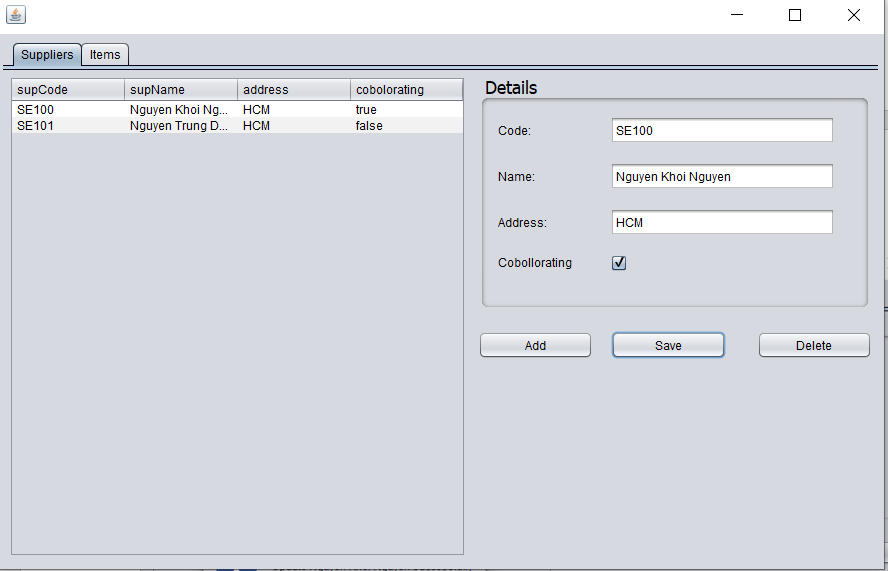 Suppliers Items
supCode supName address cobolorating
SE100 Nguyen Khoi Ng... HCM true
SE101 Nguyen Trung D... HCM false
Details
Code: SE100
Name: Nguyen Khoi Nguyen
Address: HCM
Cobollorating
Add Save Delete